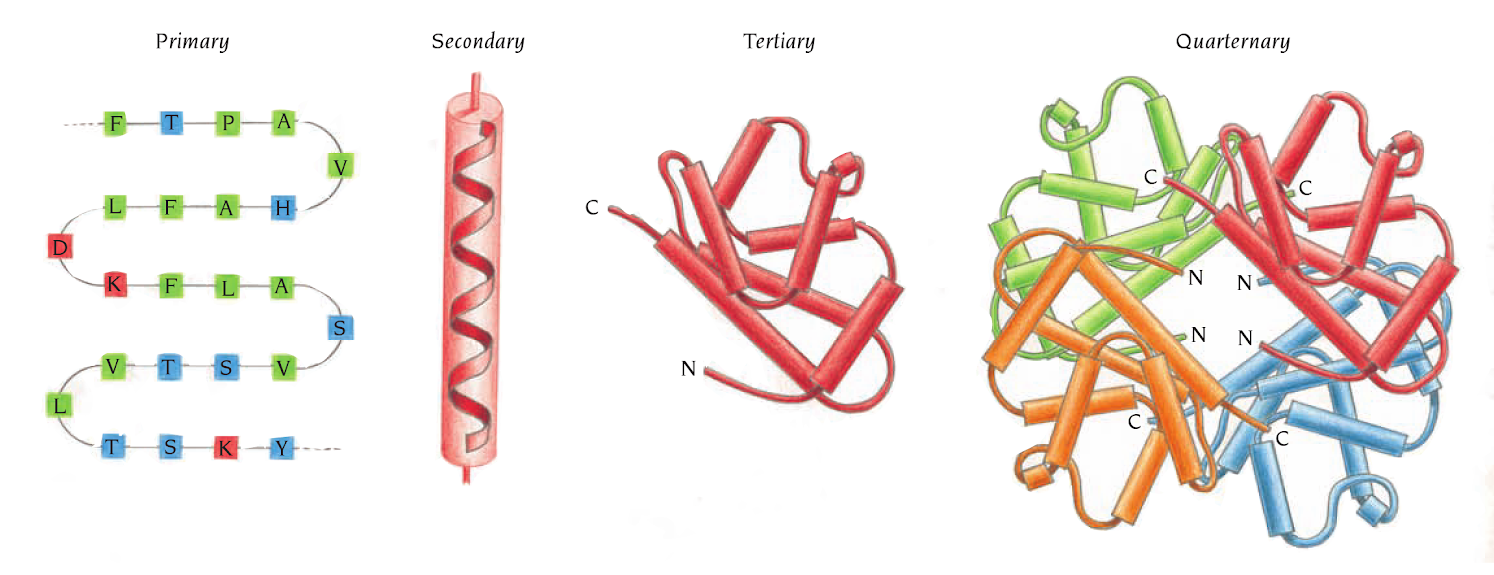 Primary
Secondary
Tertiary
Quarternary
F T P A
V
L F A H
D
K F L A
S
V T S V
L
T S K Y
C
N
C
C
N
N
N
N
C
C